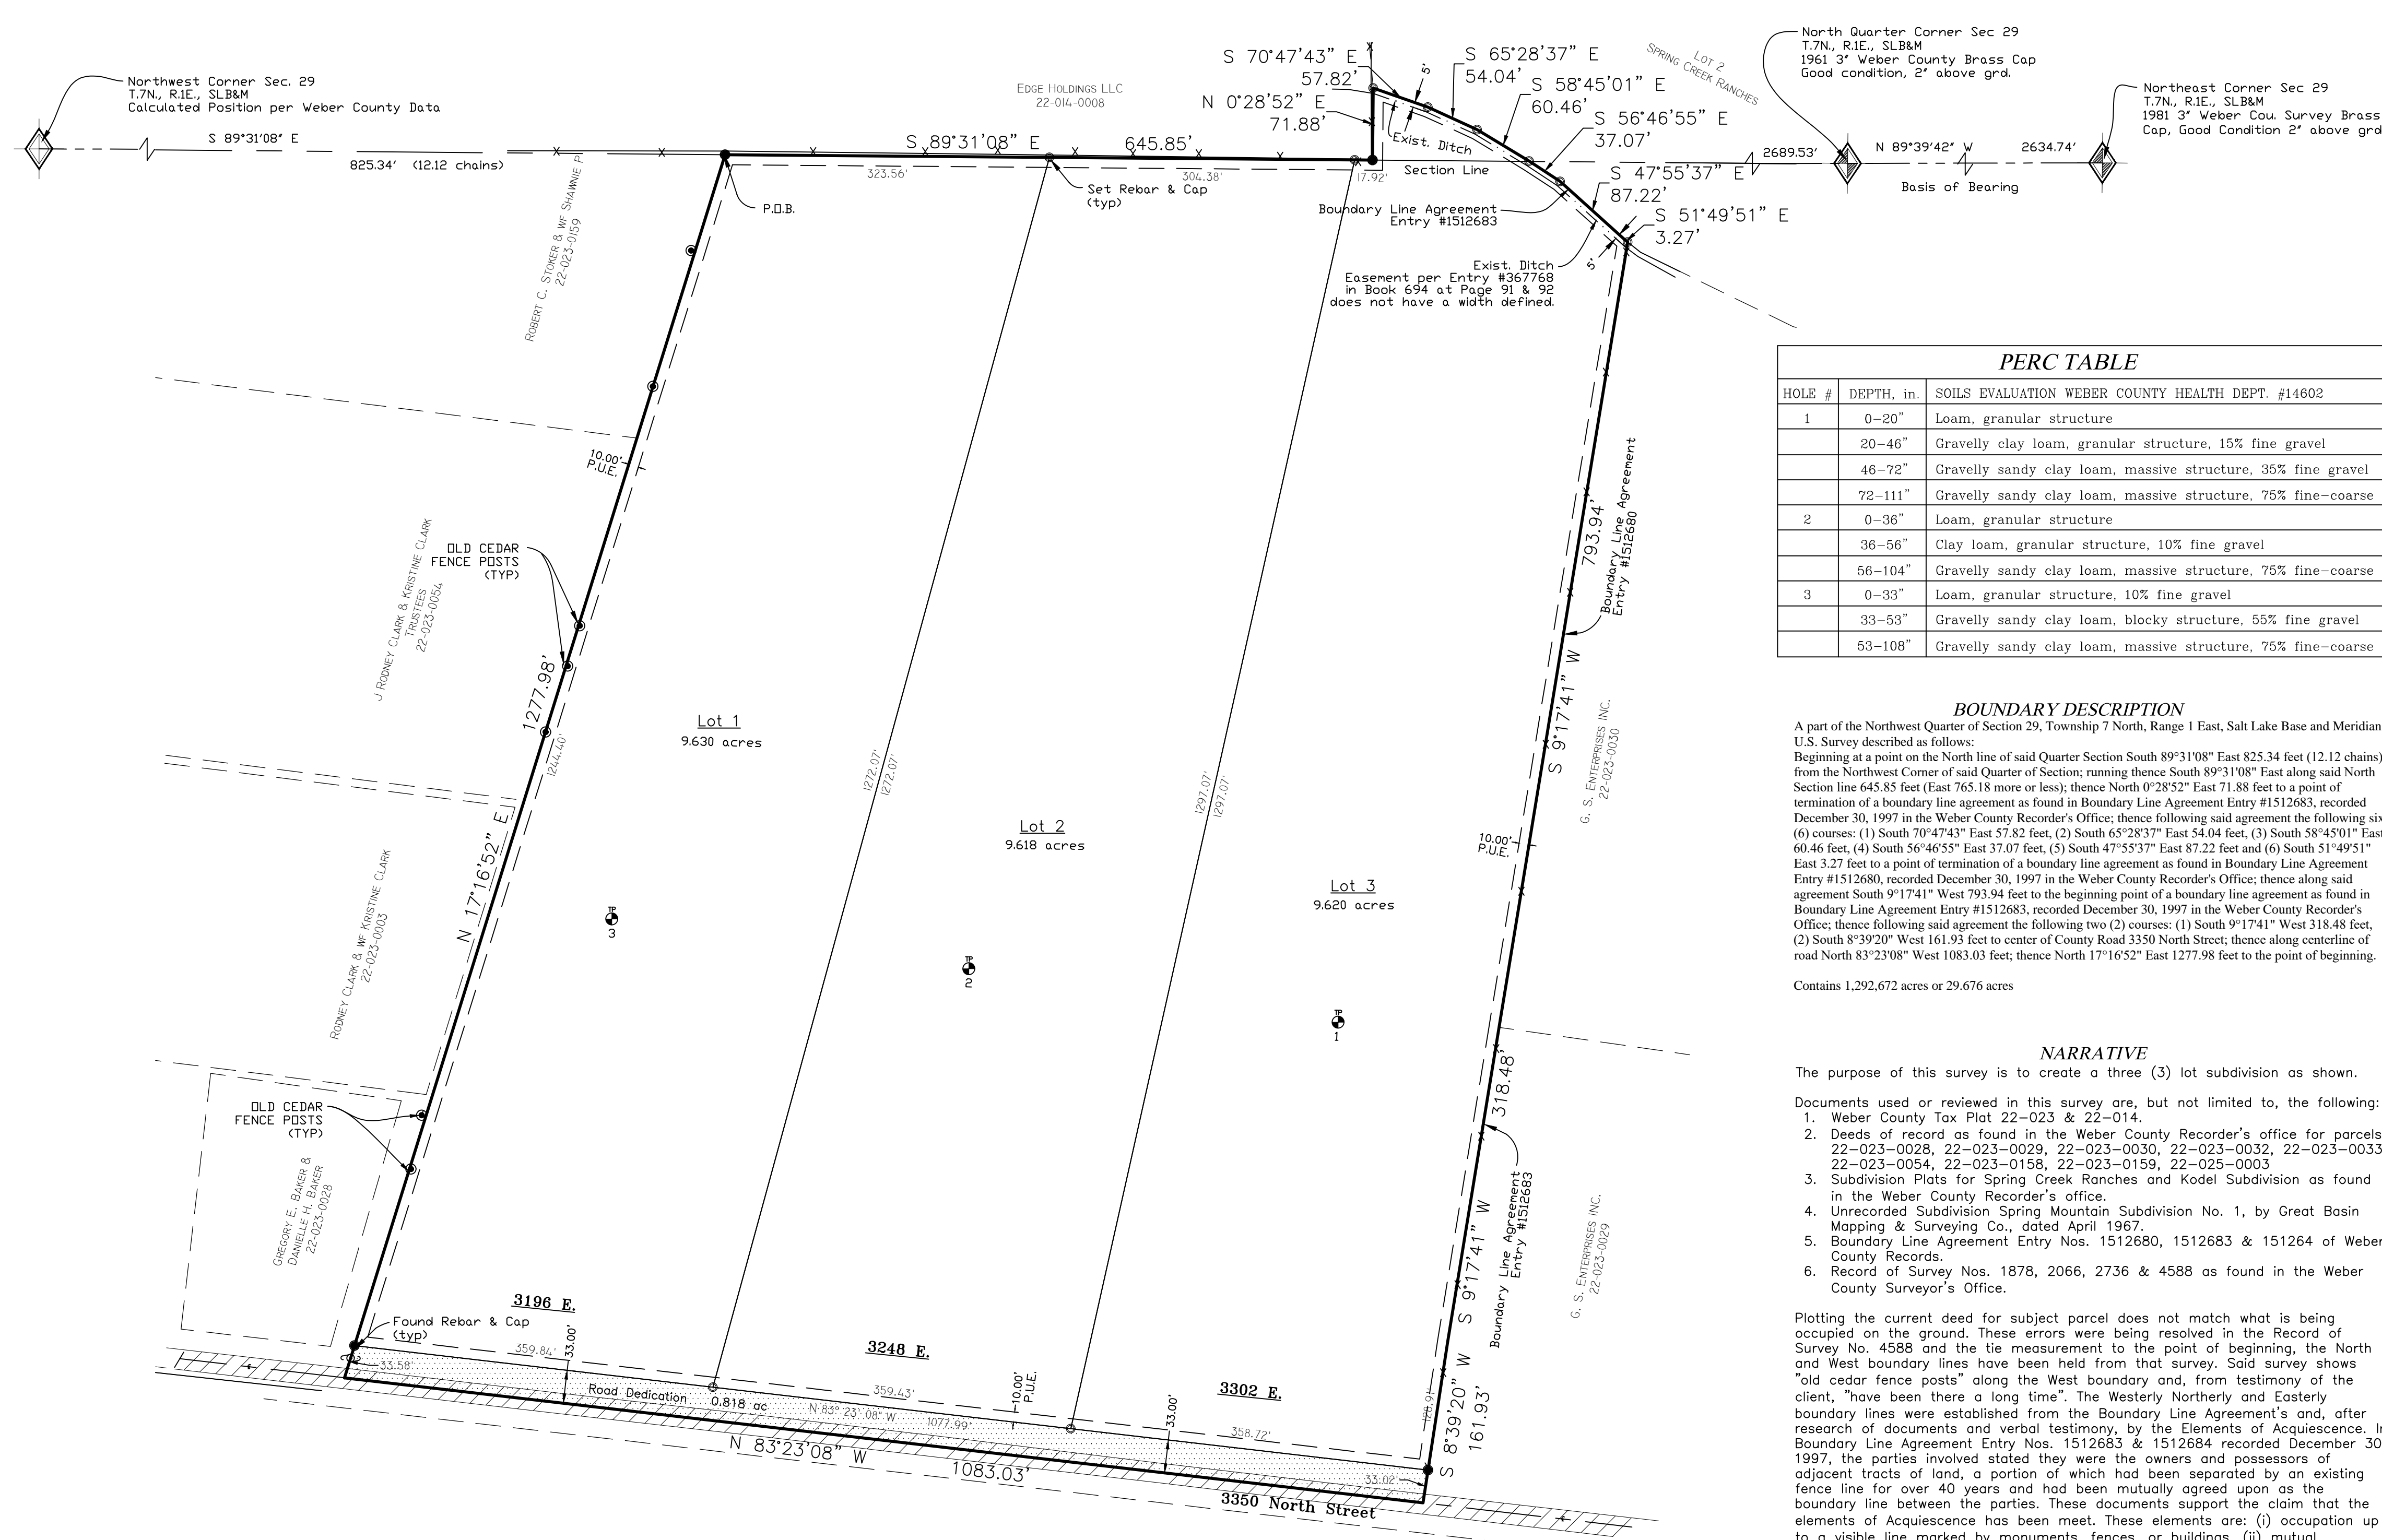 Northwest Corner Sec. 29
T.7N., R.1E., SLB&M
Calculated Position per Weber County Data
S 89°31'08" E
825.34' (12.12 chains)
EDGE HOLDINGS LLC
22-014-0008
S 89°31'08" E
645.85'
323.56'
304.38'
17.92'
P.O.B.
Set Rebar & Cap
(typ)
S 70°47'43" E
57.82'
N 0°28'52" E
71.88'
5'
Exist. Ditch
S 65°28'37" E
54.04'
S 58°45'01" E
60.46'
S 56°46'55" E
37.07'
Section Line
S 47°55'37" E
87.22'
S 51°49'51" E
3.27'
5'
LOT 2
SPRING CREEK RANCHES
Boundary Line Agreement
Entry #1512683
Exist. Ditch
Easement per Entry #367768
in Book 694 at Page 91 & 92
does not have a width defined.
North Quarter Corner Sec 29
T.7N., R.1E., SLB&M
1961 3" Weber County Brass Cap
Good condition, 2" above grd.
2689.53'
N 89°39'42" W
2634.74'
Basis of Bearing
Northeast Corner Sec 29
T.7N., R.1E., SLB&M
1981 3" Weber Cou. Survey Brass
Cap, Good Condition 2" above grd
ROBERT C. STOKER & WF SHAWNIE P
22-023-0159
10.00'
P.U.E.
J RODNEY CLARK & KRISTINE CLARK
TRUSTEES
22-023-0054
OLD CEDAR
FENCE POSTS
(TYP)
1277.98'
1244.40'
N 17°16'52" E
RODNEY CLARK & WF KRISTINE CLARK
22-023-0003
OLD CEDAR
FENCE POSTS
(TYP)
GREGORY E. BAKER &
DANIELLE H. BAKER
22-023-0028
Lot 1
9.630 acres
1272.07'
1272.07'
Lot 2
9.618 acres
1297.07'
1297.07'
Lot 3
9.620 acres
TP
3
TP
2
TP
1
793.94'
Boundary Line Agreement
Entry #1512680
S 9°17'41" W
G. S. ENTERPRISES INC.
22-023-0030
10.00'
P.U.E.
318.48'
S 9°17'41" W
Boundary Line Agreement
Entry #1512683
G. S. ENTERPRISES INC.
22-023-0029
S 8°39'20" W
161.93'
128.91'
33.02'
Found Rebar & Cap
(typ)
33.58'
3196 E.
359.84'
33.00'
3248 E.
359.43'
10.00'
P.U.E.
3302 E.
33.00'
358.72'
Road Dedication 0.818 ac
N 83° 23' 08" W
1077.99'
N 83°23'08" W
1083.03'
3350 North Street
PERC TABLE
HOLE # DEPTH, in. SOILS EVALUATION WEBER COUNTY HEALTH DEPT. #14602
1 0-20" Loam, granular structure
20-46" Gravelly clay loam, granular structure, 15% fine gravel
46-72" Gravelly sandy clay loam, massive structure, 35% fine gravel
72-111" Gravelly sandy clay loam, massive structure, 75% fine-coarse
2 0-36" Loam, granular structure
36-56" Clay loam, granular structure, 10% fine gravel
56-104" Gravelly sandy clay loam, massive structure, 75% fine-coarse
3 0-33" Loam, granular structure, 10% fine gravel
33-53" Gravelly sandy clay loam, blocky structure, 55% fine gravel
53-108" Gravelly sandy clay loam, massive structure, 75% fine-coarse
BOUNDARY DESCRIPTION
A part of the Northwest Quarter of Section 29, Township 7 North, Range 1 East, Salt Lake Base and Meridian
U.S. Survey described as follows:
Beginning at a point on the North line of said Quarter Section South 89°31'08" East 825.34 feet (12.12 chains)
from the Northwest Corner of said Quarter of Section; running thence South 89°31'08" East along said North
Section line 645.85 feet (East 765.18 more or less); thence North 0°28'52" East 71.88 feet to a point of
termination of a boundary line agreement as found in Boundary Line Agreement Entry #1512683, recorded
December 30, 1997 in the Weber County Recorder's Office; thence following said agreement the following six
(6) courses: (1) South 70°47'43" East 57.82 feet, (2) South 65°28'37" East 54.04 feet, (3) South 58°45'01" East
60.46 feet, (4) South 56°46'55" East 37.07 feet, (5) South 47°55'37" East 87.22 feet and (6) South 51°49'51"
East 3.27 feet to a point of termination of a boundary line agreement as found in Boundary Line Agreement
Entry #1512680, recorded December 30, 1997 in the Weber County Recorder's Office; thence along said
agreement South 9°17'41" West 793.94 feet to the beginning point of a boundary line agreement as found in
Boundary Line Agreement Entry #1512683, recorded December 30, 1997 in the Weber County Recorder's
Office; thence following said agreement the following two (2) courses: (1) South 9°17'41" West 318.48 feet,
(2) South 8°39'20" West 161.93 feet to center of County Road 3350 North Street; thence along centerline of
road North 83°23'08" West 1083.03 feet; thence North 17°16'52" East 1277.98 feet to the point of beginning.
Contains 1,292,672 acres or 29.676 acres
NARRATIVE
The purpose of this survey is to create a three (3) lot subdivision as shown.
Documents used or reviewed in this survey are, but not limited to, the following:
1. Weber County Tax Plat 22-023 & 22-014.
2. Deeds of record as found in the Weber County Recorder's office for parcels
22-023-0028, 22-023-0029, 22-023-0030, 22-023-0032, 22-023-0033
22-023-0054, 22-023-0158, 22-023-0159, 22-025-0003
3. Subdivision Plats for Spring Creek Ranches and Kodel Subdivision as found
in the Weber County Recorder's office.
4. Unrecorded Subdivision Spring Mountain Subdivision No. 1, by Great Basin
Mapping & Surveying Co., dated April 1967.
5. Boundary Line Agreement Entry Nos. 1512680, 1512683 & 151264 of Weber
County Records.
6. Record of Survey Nos. 1878, 2066, 2736 & 4588 as found in the Weber
County Surveyor's Office.
Plotting the current deed for subject parcel does not match what is being
occupied on the ground. These errors were being resolved in the Record of
Survey No. 4588 and the tie measurement to the point of beginning, the North
and West boundary lines have been held from that survey. Said survey shows
"old cedar fence posts" along the West boundary and, from testimony of the
client, "have been there a long time". The Westerly Northerly and Easterly
boundary lines were established from the Boundary Line Agreement's and, after
research of documents and verbal testimony, by the Elements of Acquiescence. In
Boundary Line Agreement Entry Nos. 1512683 & 1512684 recorded December 30
1997, the parties involved stated they were the owners and possessors of
adjacent tracts of land, a portion of which had been separated by an existing
fence line for over 40 years and had been mutually agreed upon as the
boundary line between the parties. These documents support the claim that the
elements of Acquiescence has been meet. These elements are: (i) occupation up
to a visible line marked by monuments, fences, or buildings, (ii) mutual